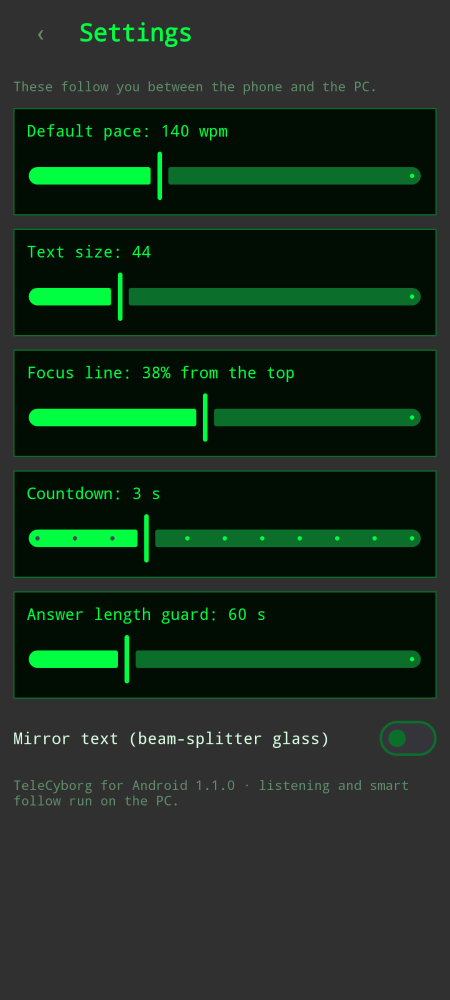 ‹ Settings
These follow you between the phone and the PC.
Default pace: 140 wpm
Text size: 44
Focus line: 38% from the top
Countdown: 3 s
Answer length guard: 60 s
Mirror text (beam-splitter glass)
TeleCyborg for Android 1.1.0 · listening and smart
follow run on the PC.